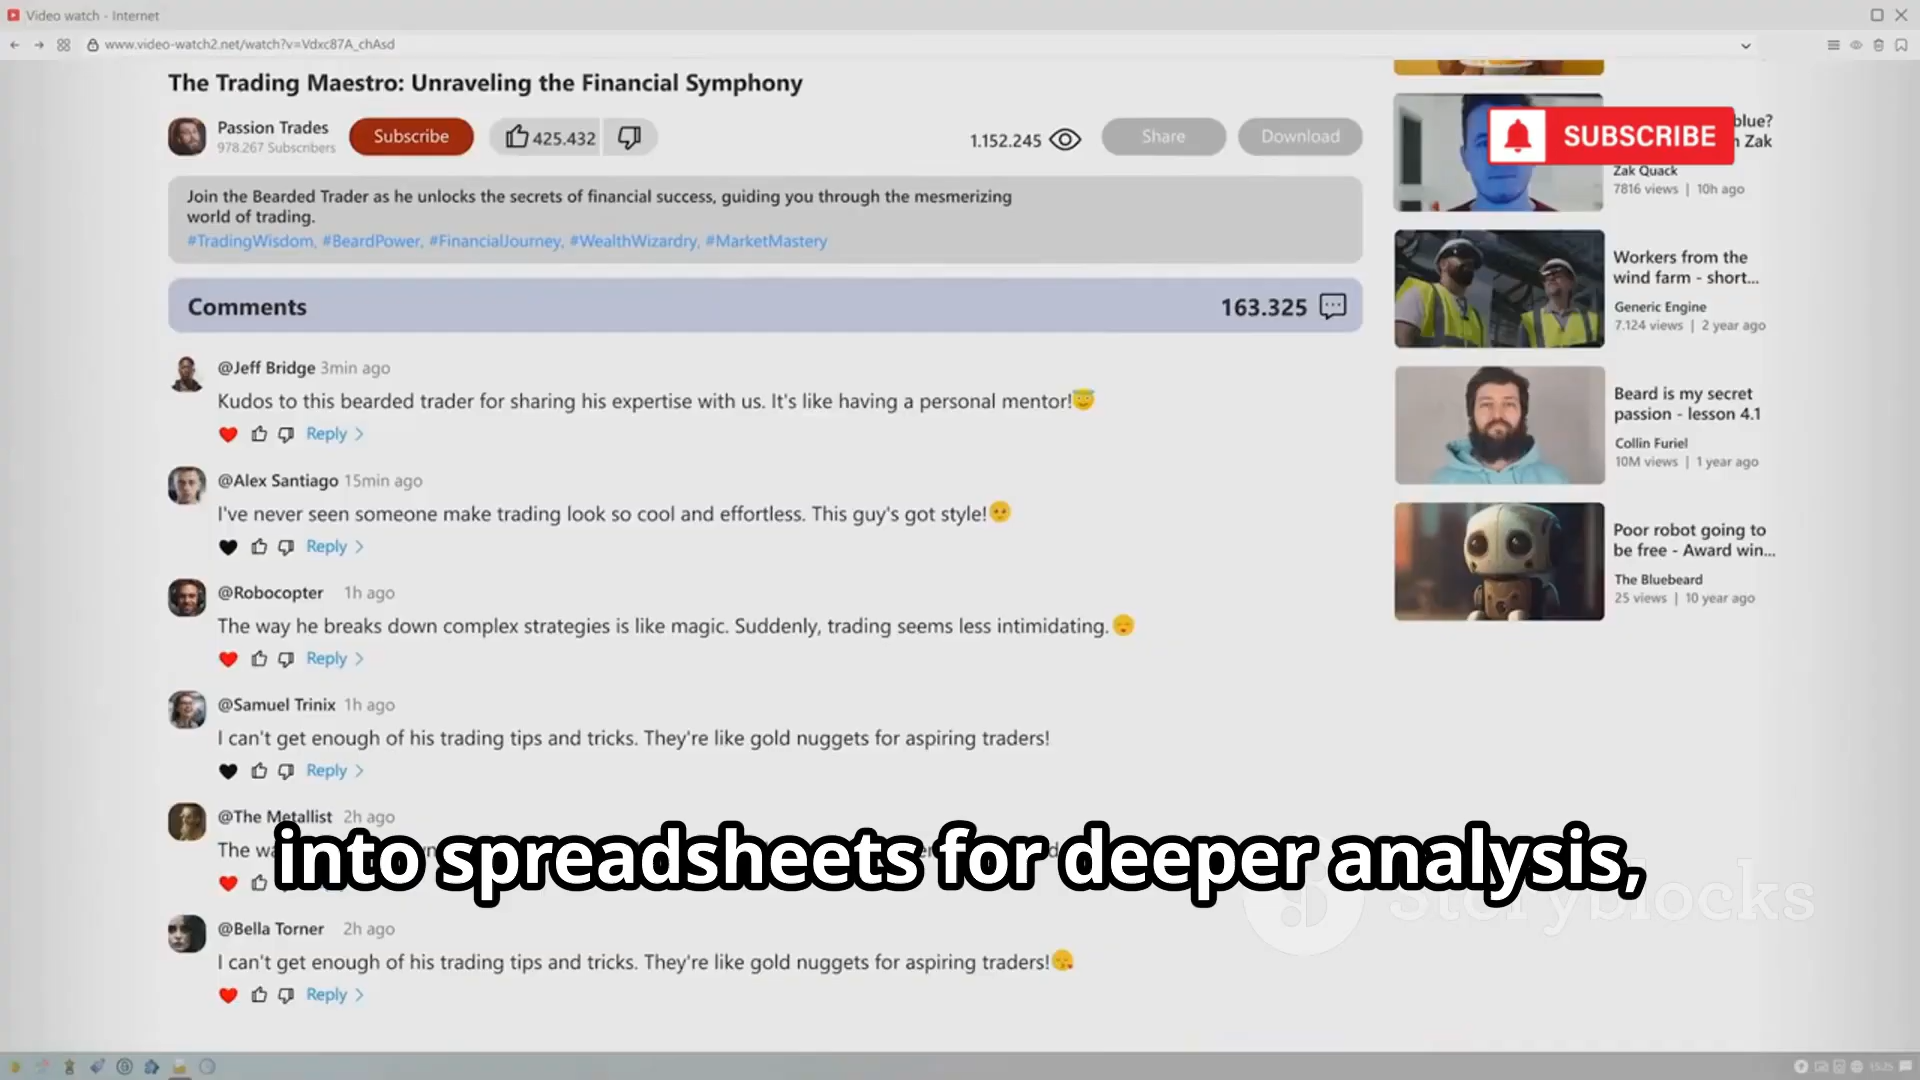 Video watch - Internet
www.video-watch2.net/watch?v=Vdxc87A_chAsd
The Trading Maestro: Unraveling the Financial Symphony
Passion Trades
978.267 Subscribers
Subscribe
425.432
1.152.245
Share
Download
Join the Bearded Trader as he unlocks the secrets of financial success, guiding you through the mesmerizing
world of trading.
#TradingWisdom, #BeardPower, #FinancialJourney, #WealthWizardry, #MarketMastery
Comments
163.325
@Jeff Bridge 3min ago
Kudos to this bearded trader for sharing his expertise with us. It's like having a personal mentor!😇
Reply >
@Alex Santiago 15min ago
I've never seen someone make trading look so cool and effortless. This guy's got style!
Reply >
@Robocopter 1h ago
The way he breaks down complex strategies is like magic. Suddenly, trading seems less intimidating.
Reply >
@Samuel Trinix 1h ago
I can't get enough of his trading tips and tricks. They're like gold nuggets for aspiring traders!
Reply >
@The Metallist 2h ago
The
into spreadsheets for deeper analysis,
Storyblocks
@Bella Torner 2h ago
I can't get enough of his trading tips and tricks. They're like gold nuggets for aspiring traders!
Reply >
SUBSCRIBE
blue?
Zak
Zak Quack
7816 views | 10h ago
Workers from the
wind farm - short...
Generic Engine
7.124 views | 2 year ago
Beard is my secret
passion - lesson 4.1
Collin Furiel
10M views | 1 year ago
Poor robot going to
be free - Award win...
The Bluebeard
25 views | 10 year ago